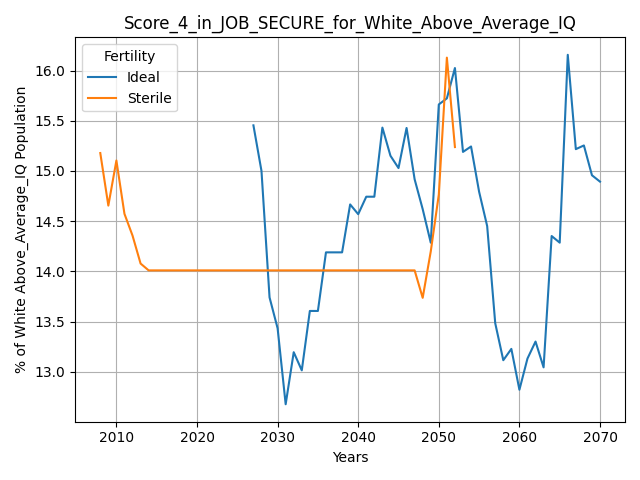 Score_4_in_JOB_SECURE_for_White_Above_Average_IQ
Fertility
Ideal
Sterile
% of White Above_Average_IQ Population
16.0
15.5
15.0
14.5
14.0
13.5
13.0
2010 2020 2030 2040 2050 2060 2070
Years